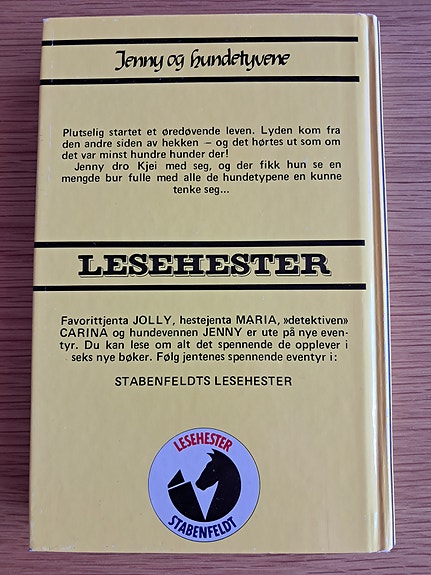 Jenny og hundetyvene
Plutselig startet et øredøvende leven. Lyden kom fra
den andre siden av hekken – og det hørtes ut som om
det var minst hundre hunder der!
Jenny dro Kjei med seg, og der fikk hun se en
mengde bur fulle med alle de hundetypene en kunne
tenke seg...
LESEHESTER
Favorittjenta JOLLY, hestejenta MARIA, »detektiven»
CARINA og hundevennen JENNY er ute på nye even-
tyr. Du kan lese om alt det spennende de opplever i
seks nye bøker. Følg jentenes spennende eventyr i:
STABENFELDTS LESEHESTER
LESEHESTER
STABENFELDT